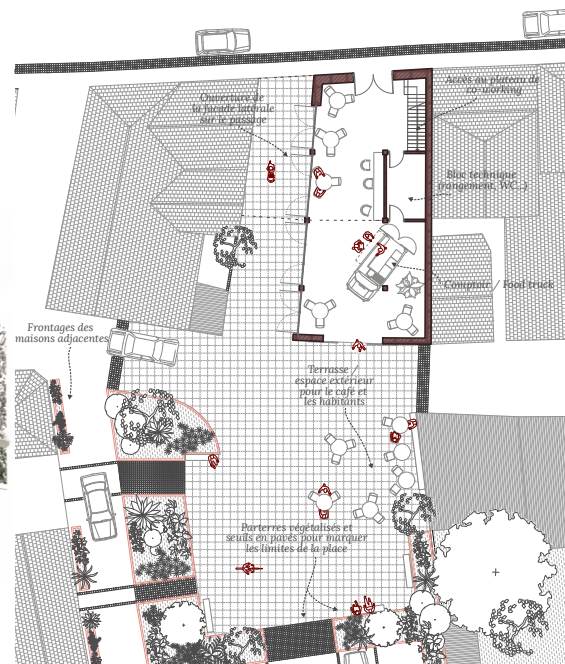 Accès au plateau de
co-working
Ouverture de
la façade latérale
sur le passage
Bloc technique
(rangement, WC..)
Comptoir / Food truck
Frontages des
maisons adjacentes
Terrasse /
espace extérieur
pour le café et
les habitants
Parterres végétalisés et
seuils en pavés pour marquer
les limites de la place